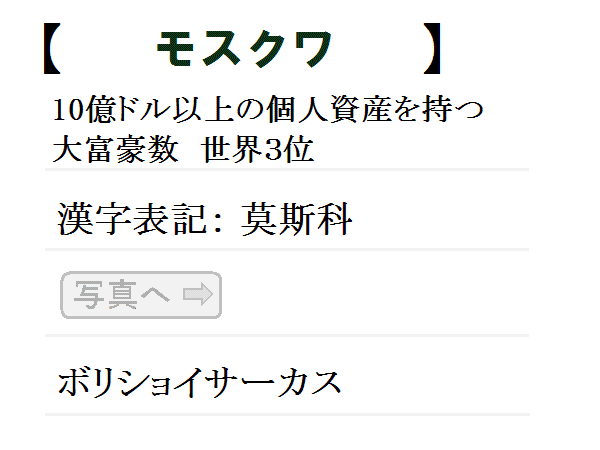 【 モスクワ 】
10億ドル以上の個人資産を持つ
大富豪数 世界3位
漢字表記: 莫斯科
写真へ ⇨
ボリショイサーカス